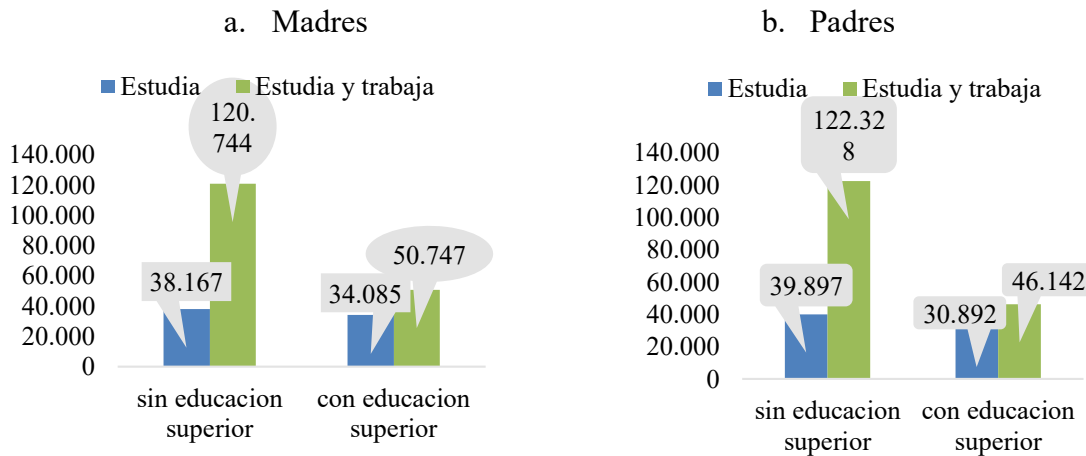 a. Madres
Estudia
Estudia y trabaja
120.
744
140.000
120.000
100.000
80.000
60.000
40.000
20.000
0
38.167
34.085
50.747
sin educacion
superior
con educacion
superior
b. Padres
Estudia
Estudia y trabaja
122.32
8
140.000
120.000
100.000
80.000
60.000
40.000
20.000
0
39.897
30.892
46.142
sin educacion
superior
con educacion
superior